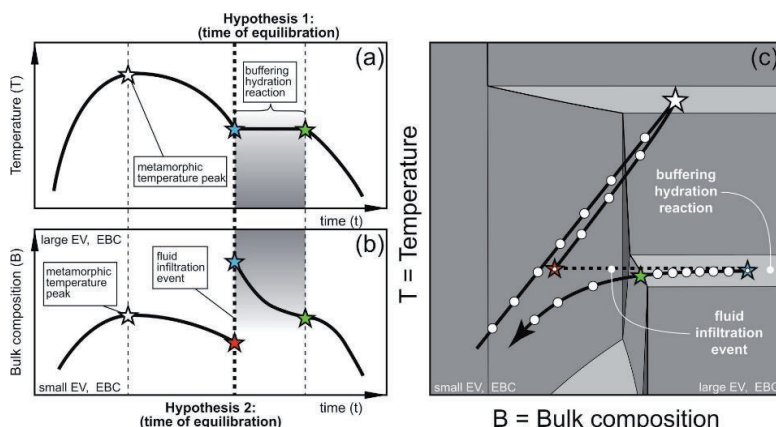 Hypothesis 1:
(time of equilibration)
(a)
buffering
hydration
reaction
metamorphic
temperature peak
Temperature (T)
time (t)
(b)
large EV, EBC
metamorphic
temperature
peak
fluid
infiltration
event
Bulk composition (B)
small EV, EBC
time (t)
Hypothesis 2:
(time of equilibration)
(c)
buffering
hydration
reaction
T = Temperature
fluid
infiltration
event
small EV, EBC
large EV, EBC
B = Bulk composition